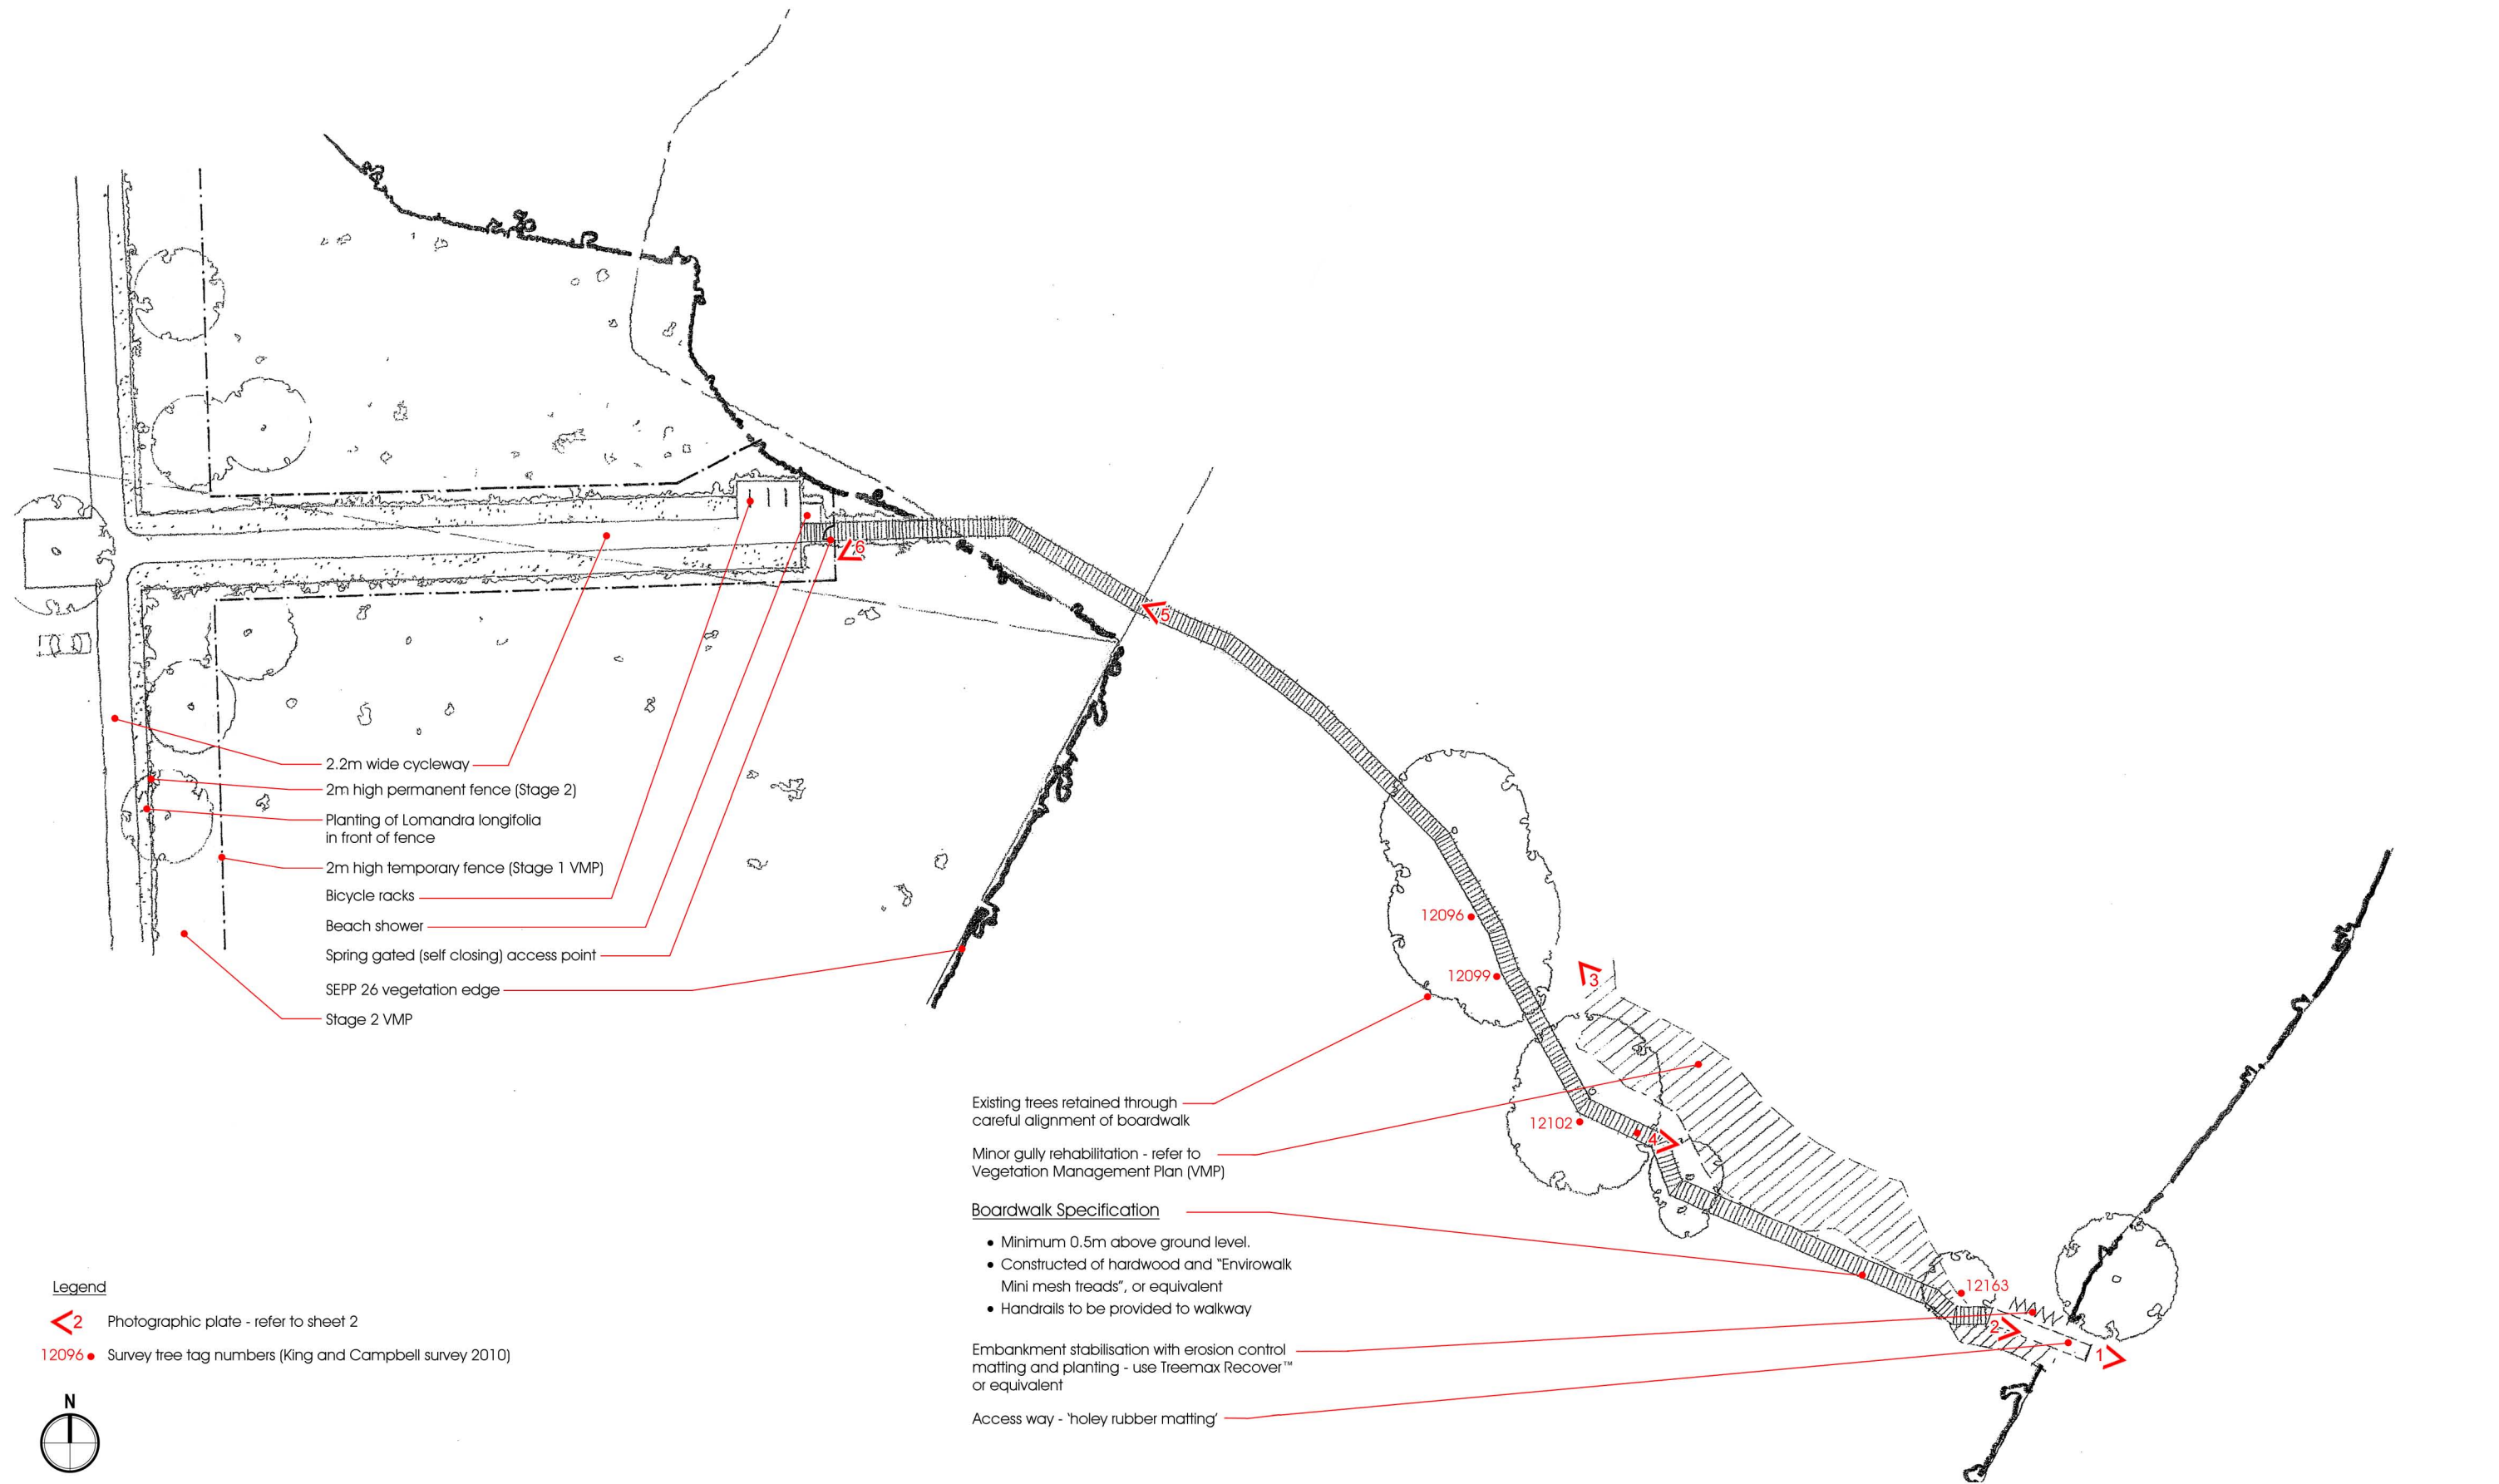 6
5
2.2m wide cycleway
2m high permanent fence (Stage 2)
Planting of Lomandra longifolia
in front of fence
2m high temporary fence (Stage 1 VMP)
Bicycle racks
Beach shower
Spring gated (self closing) access point
SEPP 26 vegetation edge
Stage 2 VMP
12096
12099
3
12102
4
12163
2
1
Existing trees retained through
careful alignment of boardwalk
Minor gully rehabilitation - refer to
Vegetation Management Plan (VMP)
Boardwalk Specification
• Minimum 0.5m above ground level.
• Constructed of hardwood and “Envirowalk
Mini mesh treads”, or equivalent
• Handrails to be provided to walkway
Embankment stabilisation with erosion control
matting and planting - use Treemax Recover™
or equivalent
Access way - ‘holey rubber matting’
Legend
2 Photographic plate - refer to sheet 2
12096 Survey tree tag numbers (King and Campbell survey 2010)
N